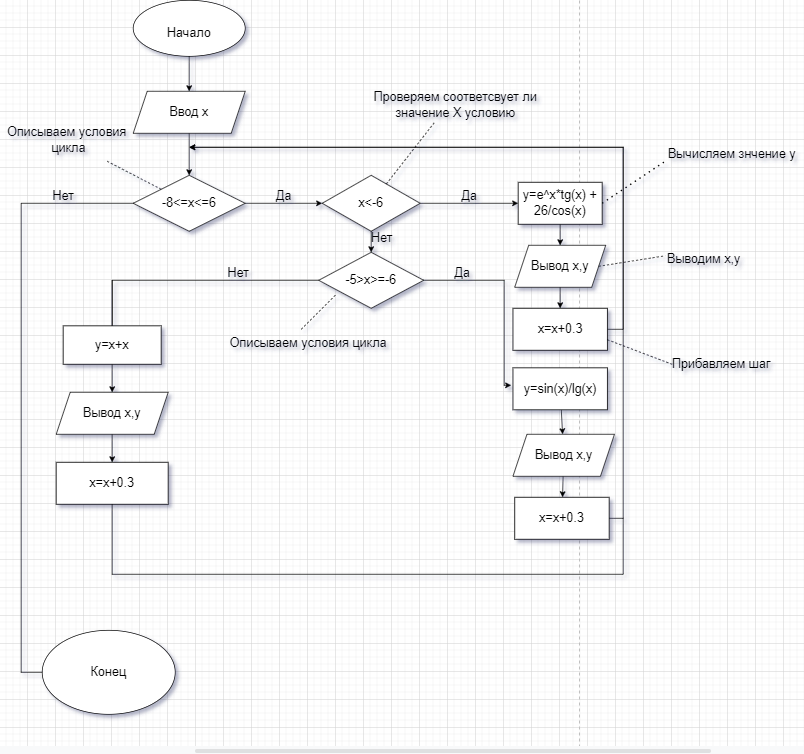 Начало
Ввод x
Описываем условия
цикла
Проверяем соответсвует ли
значение X условию
Вычисляем знчение y
Нет
-8<=x<=6
Да
x<-6
Да
y=e^x*tg(x) +
26/cos(x)
Нет
Выводим x,y
Вывод x,y
Нет
-5>x>=-6
Да
Описываем условия цикла
x=x+0.3
Прибавляем шаг
y=x+x
y=sin(x)/lg(x)
Вывод x,y
Вывод x,y
x=x+0.3
x=x+0.3
Конец